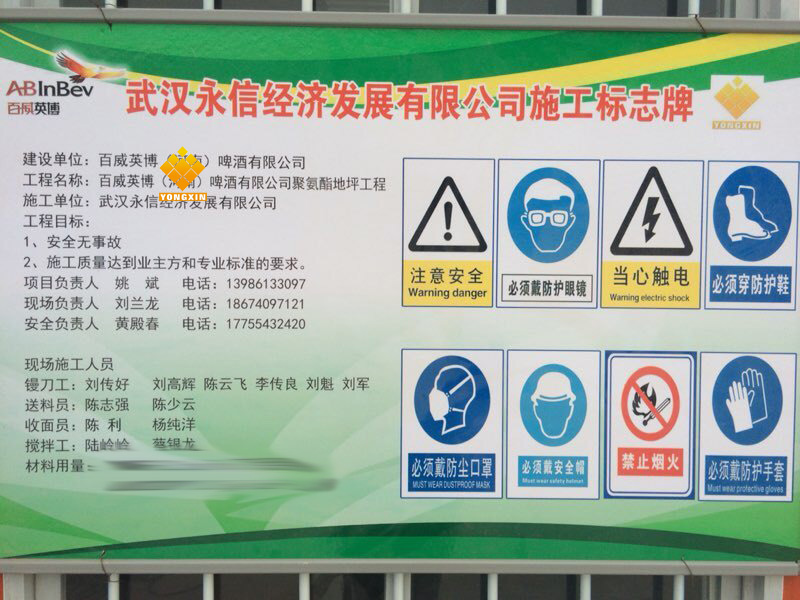 ABInBev
百威英博
武汉永信经济发展有限公司施工标志牌
YONGXIN
建设单位：百威英博（ ）啤酒有限公司
工程名称：百威英博（ ）啤酒有限公司聚氨酯地坪工程
YONGXIN
施工单位：武汉永信经济发展有限公司
工程目标：
1、安全无事故
2、施工质量达到业主方和专业标准的要求。
项目负责人 姚 斌 电话：13986133097
现场负责人 刘兰龙 电话：18674097121
安全负责人 黄殿春 电话：17755432420
现场施工人员
镘刀工：刘传好 刘高辉 陈云飞 李传良 刘魁 刘军
送料员：陈志强 陈少云
收面员：陈 利 杨纯洋
搅拌工：陆
材料用量
注意安全
Warning danger
必须戴防护眼镜
当心触电
Warning electric shock
必须穿防护鞋
必须戴防尘口罩
MUST WEAR DUSTPROOF MASK
必须戴安全帽
Must wear safety helmet
禁止烟火
必须戴防护手套
Must wear protective gloves